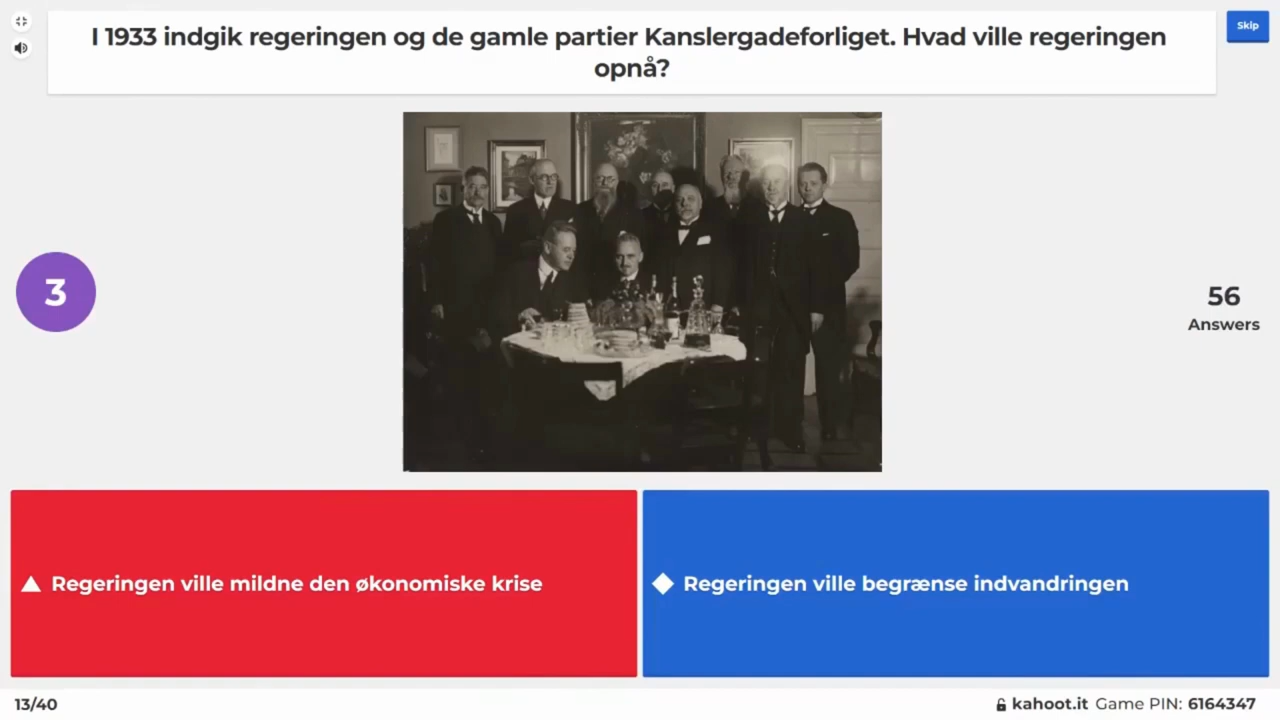 I 1933 indgik regeringen og de gamle partier Kanslergadeforliget. Hvad ville regeringen
opnå?
Skip
3
56
Answers
Regeringen ville mildne den økonomiske krise
Regeringen ville begrænse indvandringen
13/40
kahoot.it Game PIN: 6164347